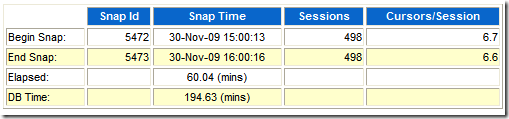 Snap Id Snap Time Sessions Cursors/Session
Begin Snap: 5472 30-Nov-09 15:00:13 498 6.7
End Snap: 5473 30-Nov-09 16:00:16 498 6.6
Elapsed: 60.04 (mins)
DB Time: 194.63 (mins)